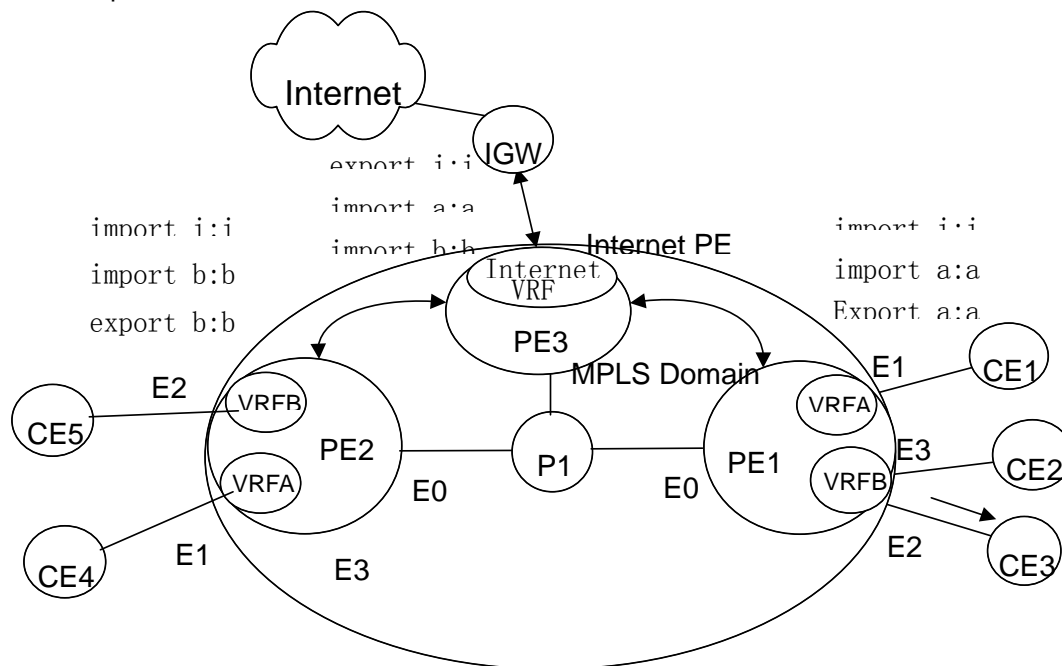 Internet
IGW
export i:i
import a:a
import b:b
import i:i
import b:b
export b:b
import i:i
import a:a
Export a:a
Internet PE
Internet
VRF
PE3
MPLS Domain
E1
CE1
E2
VRFB
VRFA
CE5
PE2
P1
PE1
E3
CE2
VRFA
E0
E0
VRFB
CE4
E1
E3
E2
CE3